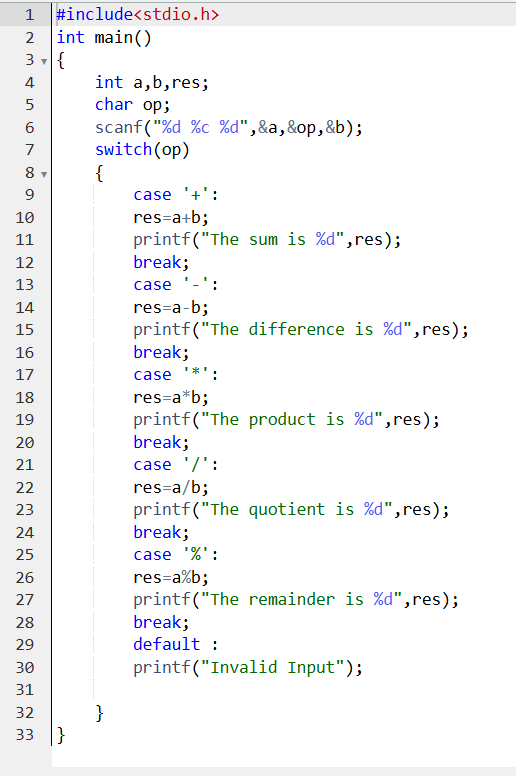 1 #include<stdio.h>
2 int main()
3 {
4 int a,b,res;
5 char op;
6 scanf("%d %c %d",&a,&op,&b);
7 switch(op)
8 {
9 case '+':
10 res=a+b;
11 printf("The sum is %d",res);
12 break;
13 case '-':
14 res=a-b;
15 printf("The difference is %d",res);
16 break;
17 case '*':
18 res=a*b;
19 printf("The product is %d",res);
20 break;
21 case '/':
22 res=a/b;
23 printf("The quotient is %d",res);
24 break;
25 case '%':
26 res=a%b;
27 printf("The remainder is %d",res);
28 break;
29 default :
30 printf("Invalid Input");
31
32 }
33 }